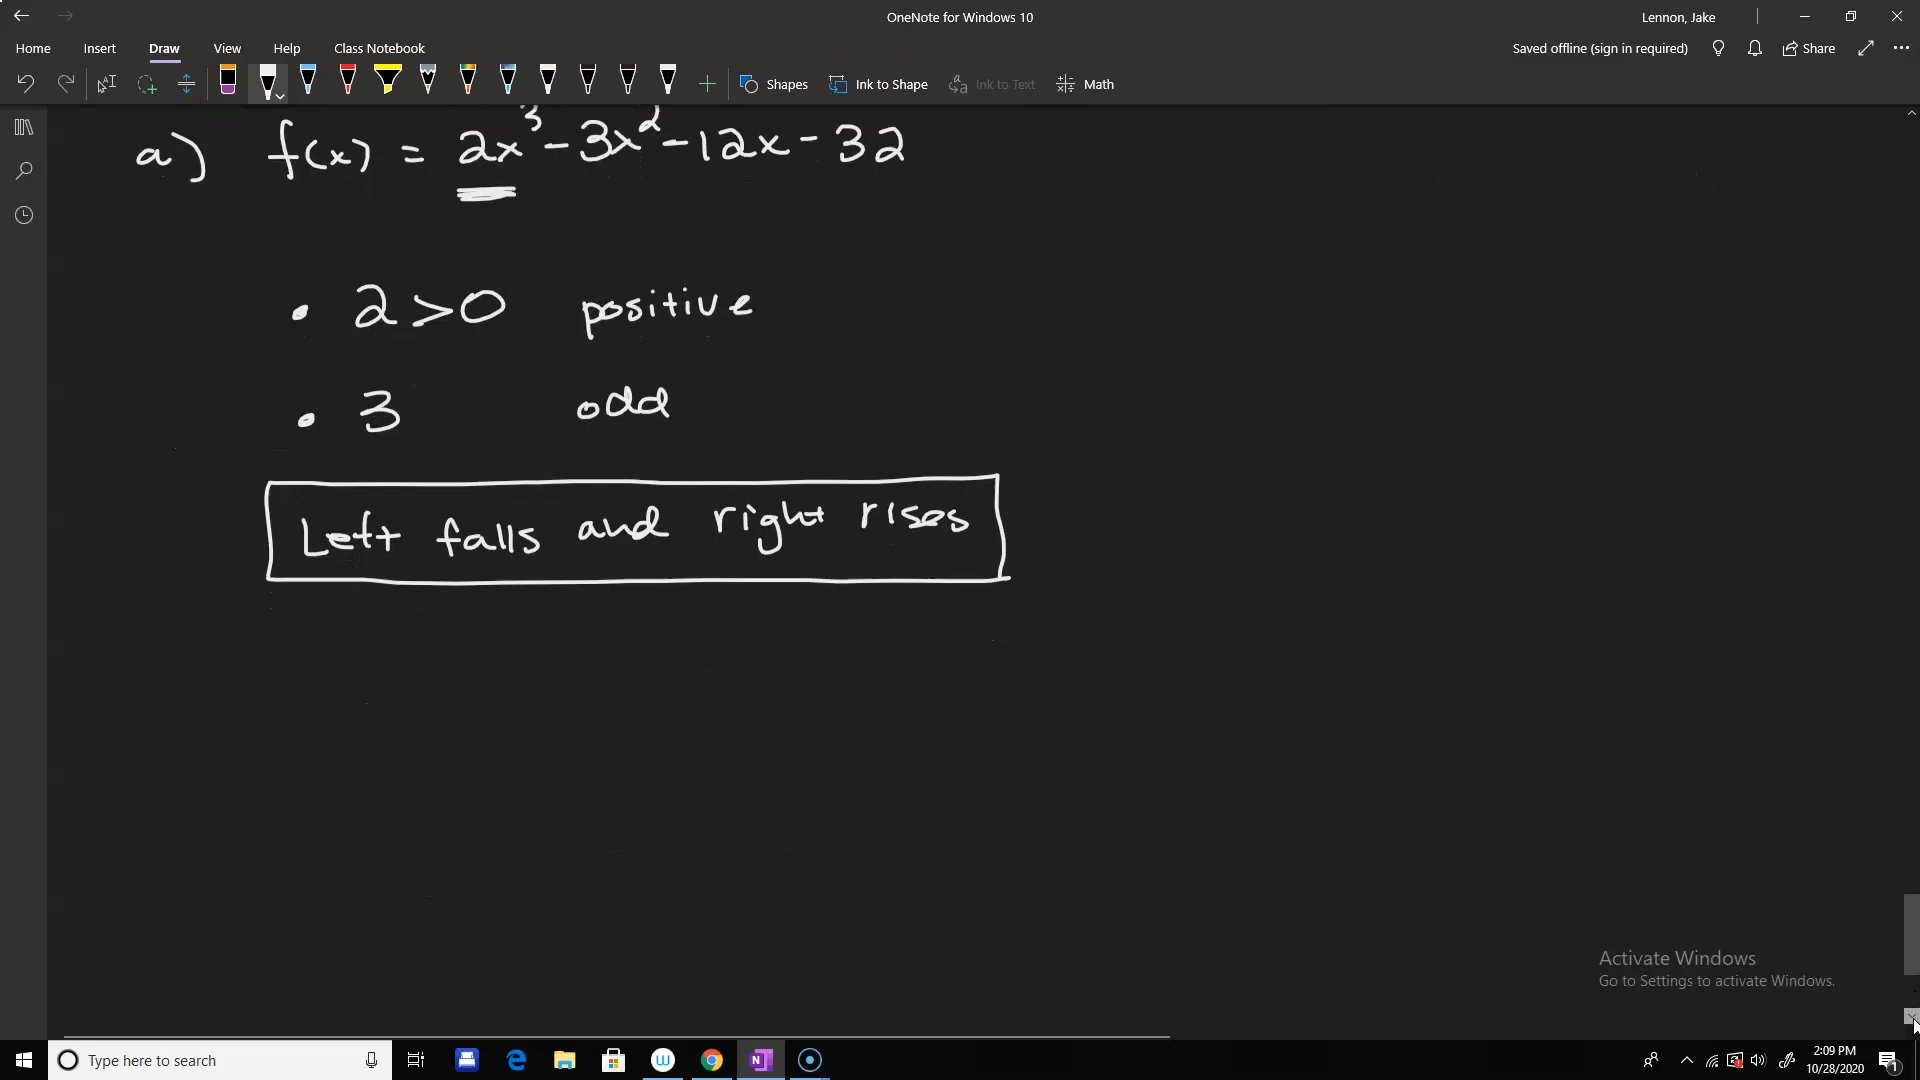 OneNote for Windows 10
Lennon, Jake
Home Insert Draw View Help Class Notebook
Saved offline (sign in required)
Share
Shapes
Ink to Shape
Ink to Text
Math
a) f(x) = 2x³ - 3x² - 12x - 32
• 2 > 0 positive
• 3 odd
Left falls and right rises
Activate Windows
Go to Settings to activate Windows.
Type here to search
2:09 PM
10/28/2020
1